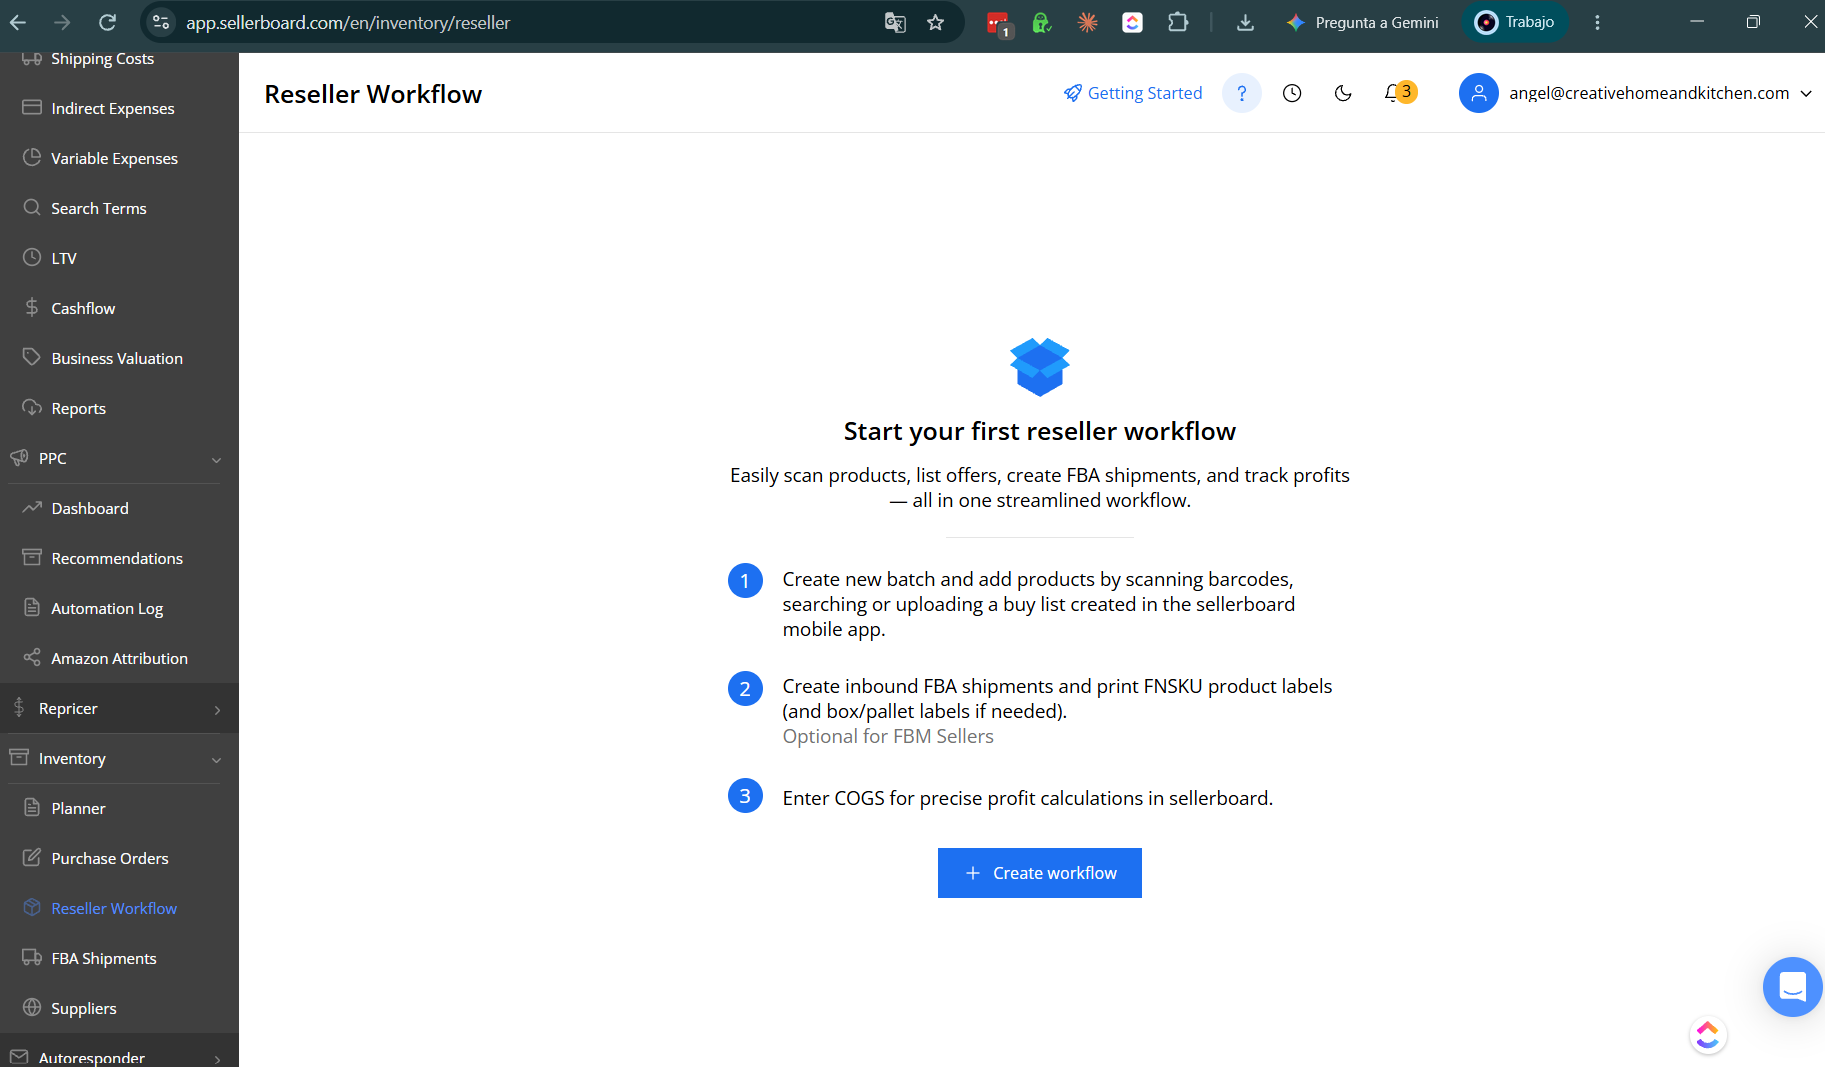 app.sellerboard.com/en/inventory/reseller
1
Pregunta a Gemini
Trabajo
Shipping Costs
Indirect Expenses
Variable Expenses
Search Terms
LTV
Cashflow
Business Valuation
Reports
PPC
Dashboard
Recommendations
Automation Log
Amazon Attribution
Repricer
Inventory
Planner
Purchase Orders
Reseller Workflow
FBA Shipments
Suppliers
Autoresponder
Reseller Workflow
Getting Started
?
3
angel@creativehomeandkitchen.com
Start your first reseller workflow
Easily scan products, list offers, create FBA shipments, and track profits
— all in one streamlined workflow.
1
Create new batch and add products by scanning barcodes,
searching or uploading a buy list created in the sellerboard
mobile app.
2
Create inbound FBA shipments and print FNSKU product labels
(and box/pallet labels if needed).
Optional for FBM Sellers
3
Enter COGS for precise profit calculations in sellerboard.
+ Create workflow